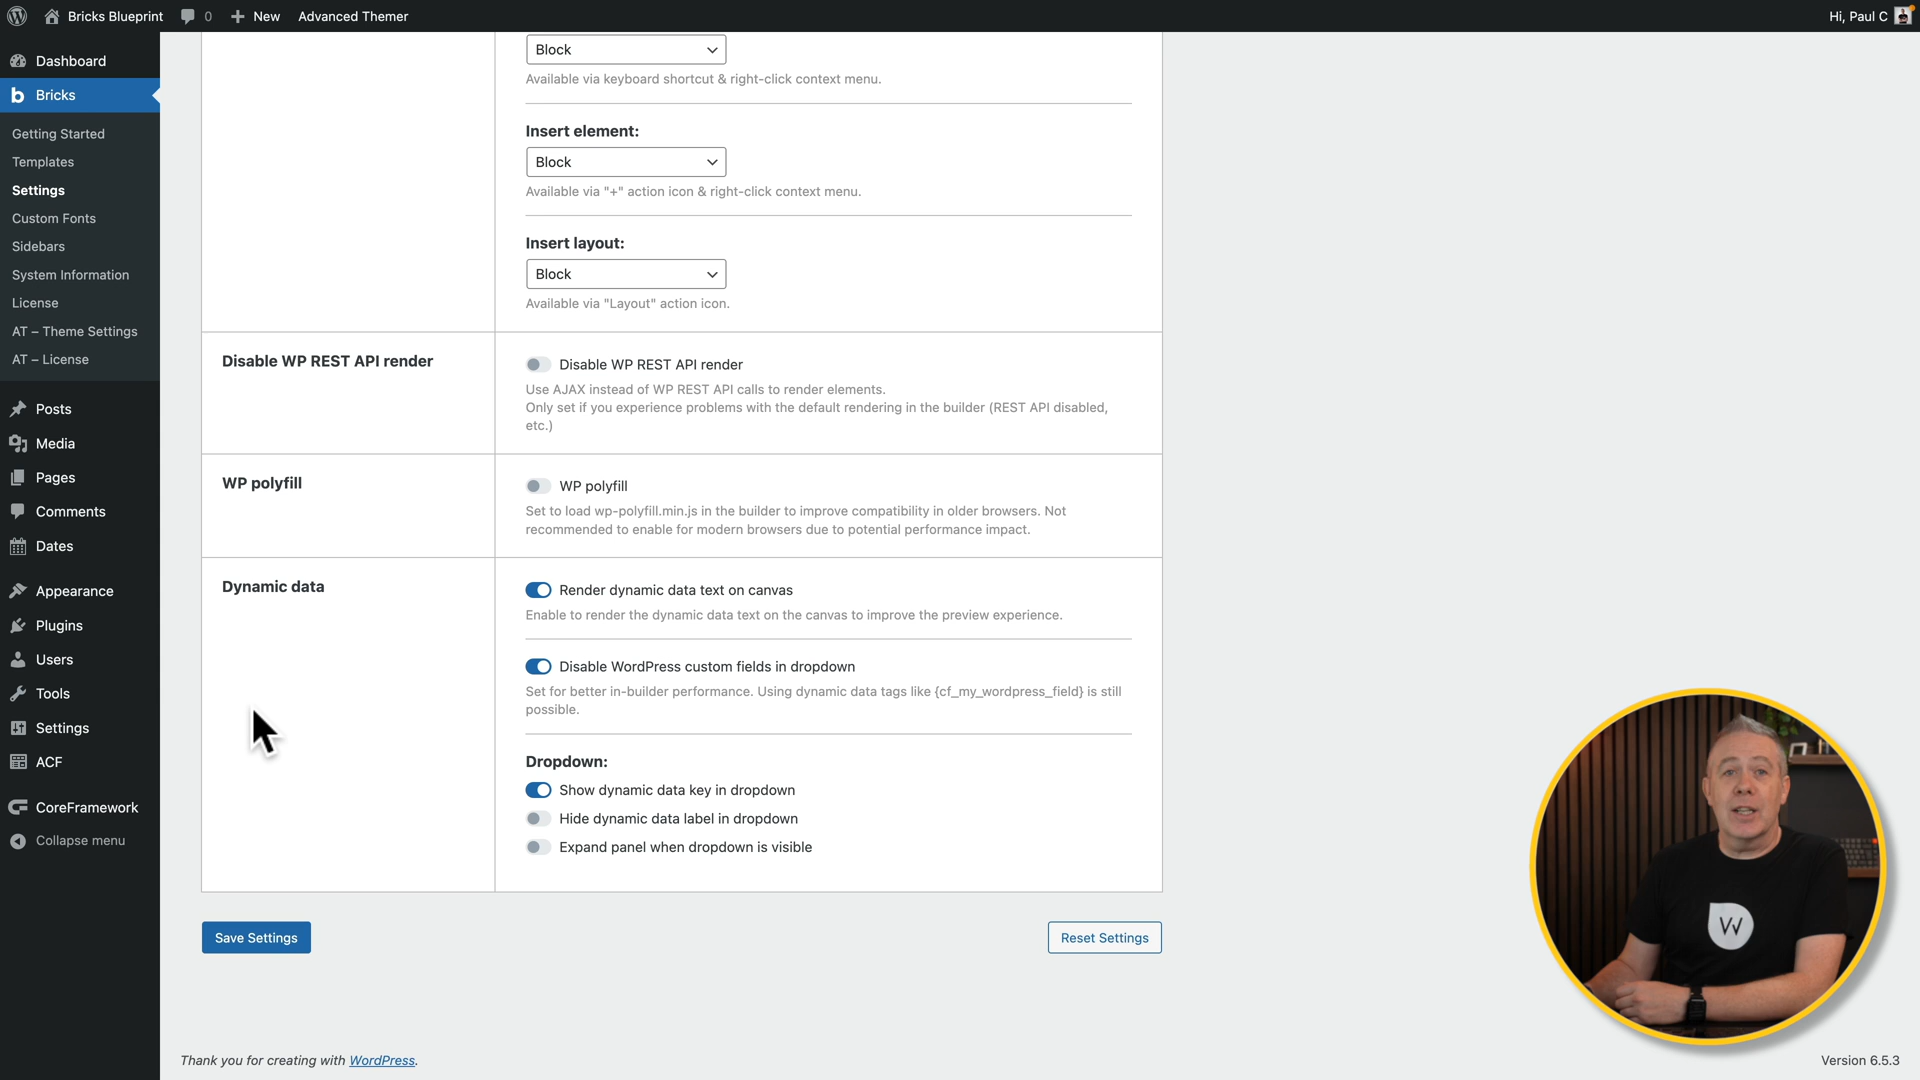 Bricks Blueprint
0
New
Advanced Themer
Hi, Paul C
Dashboard
Bricks
Getting Started
Templates
Settings
Custom Fonts
Sidebars
System Information
License
AT – Theme Settings
AT – License
Posts
Media
Pages
Comments
Dates
Appearance
Plugins
Users
Tools
Settings
ACF
CoreFramework
Collapse menu
Block
Available via keyboard shortcut & right-click context menu.
Insert element:
Block
Available via "+" action icon & right-click context menu.
Insert layout:
Block
Available via "Layout" action icon.
Disable WP REST API render
Disable WP REST API render
Use AJAX instead of WP REST API calls to render elements.
Only set if you experience problems with the default rendering in the builder (REST API disabled,
etc.)
WP polyfill
WP polyfill
Set to load wp-polyfill.min.js in the builder to improve compatibility in older browsers. Not
recommended to enable for modern browsers due to potential performance impact.
Dynamic data
Render dynamic data text on canvas
Enable to render the dynamic data text on the canvas to improve the preview experience.
Disable WordPress custom fields in dropdown
Set for better in-builder performance. Using dynamic data tags like {cf_my_wordpress_field} is still
possible.
Dropdown:
Show dynamic data key in dropdown
Hide dynamic data label in dropdown
Expand panel when dropdown is visible
Save Settings
Reset Settings
W
Thank you for creating with WordPress.
Version 6.5.3